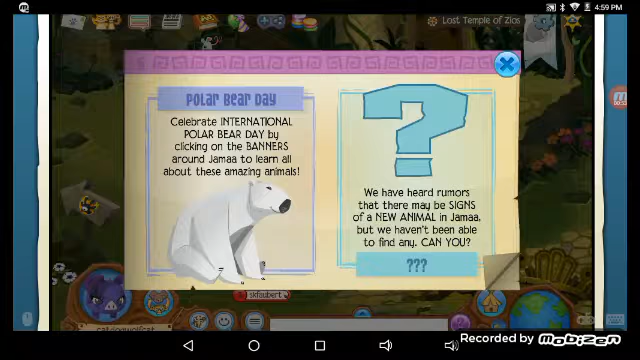 4:59 PM
Lost Temple of Zios
POLAR BEAR DAY
Celebrate INTERNATIONAL
POLAR BEAR DAY by
clicking on the BANNERS
around Jamaa to learn all
about these amazing animals!
?
We have heard rumors
that there may be SIGNS
of a NEW ANIMAL in Jamaa,
but we haven't been able
to find any. CAN YOU?
???
skfaubert
Recorded by mobizen